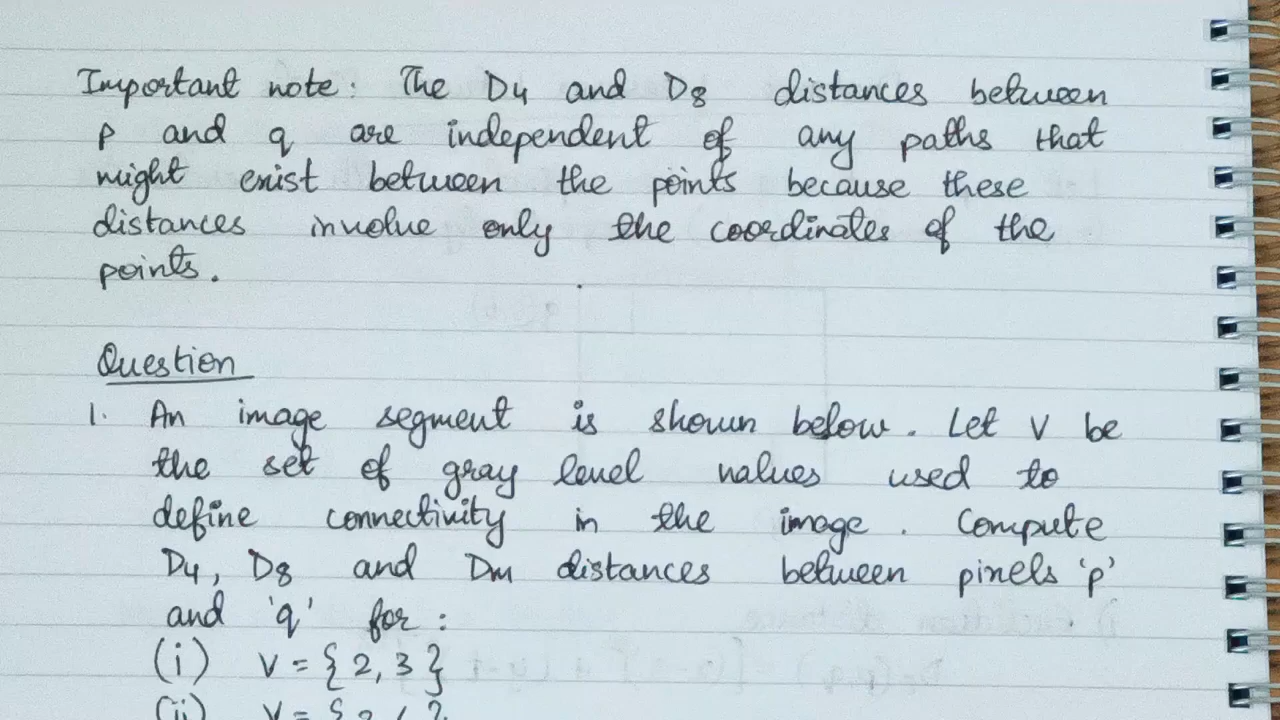 Important note: The D4 and D8 distances between
p and q are independent of any paths that
might exist between the points because these
distances involve only the coordinates of the
points.
Question
1. An image segment is shown below. Let V be
the set of gray level values used to
define connectivity in the image. Compute
D4, D8 and Dm distances between pixels 'p'
and 'q' for:
(i) V = { 2, 3 }
(ii) V = {